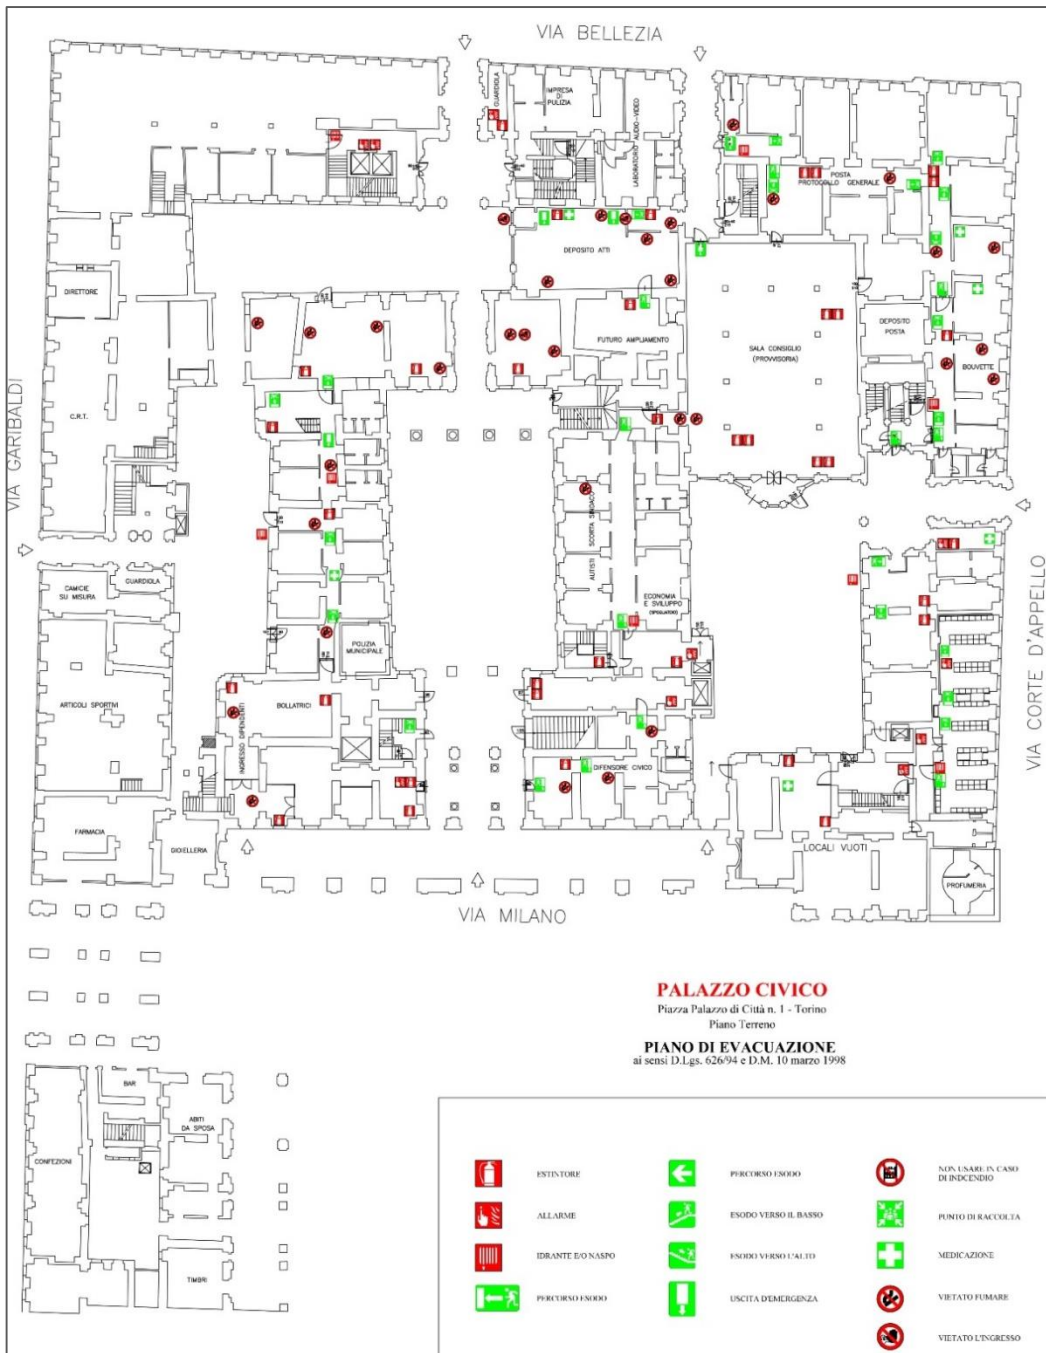 VIA BELLEZIA
GUARDIOLA
IMPRESA
DI
PULIZIA
LABORATORIO AUDIO-VIDEO
POSTA
PROTOCOLLO GENERALE
DEPOSITO ATTI
DIRETTORE
FUTURO AMPLIAMENTO
SALA CONSIGLIO
(PROVVISORIA)
DEPOSITO
POSTA
BOUVETTE
C.R.T.
VIA GARIBALDI
SCORTA SINDACO
AUTISTI
CAMICIE
SU MISURA
GUARDIOLA
ECONOMIA
E SVILUPPO
POLIZIA
MUNICIPALE
VIA CORTE D'APPELLO
ARTICOLI SPORTIVI
BOLLATRICI
INGRESSO DIPENDENTI
DIFENSORE CIVICO
FARMACIA
GIOIELLERIA
LOCALI VUOTI
PROFUMERIA
VIA MILANO
PALAZZO CIVICO
Piazza Palazzo di Città n. 1 - Torino
Piano Terreno
PIANO DI EVACUAZIONE
ai sensi D.Lgs. 626/94 e D.M. 10 marzo 1998
BAR
ABITI
DA SPOSA
CONFEZIONI
TIMBRI
ESTINTORE
PERCORSO ESODO
NON USARE IN CASO
DI INDCENDIO
ALLARME
ESODO VERSO IL BASSO
PUNTO DI RACCOLTA
IDRANTE E/O NASPO
ESODO VERSO L'ALTO
MEDICAZIONE
PERCORSO ESODO
USCITA D'EMERGENZA
VIETATO FUMARE
VIETATO L'INGRESSO